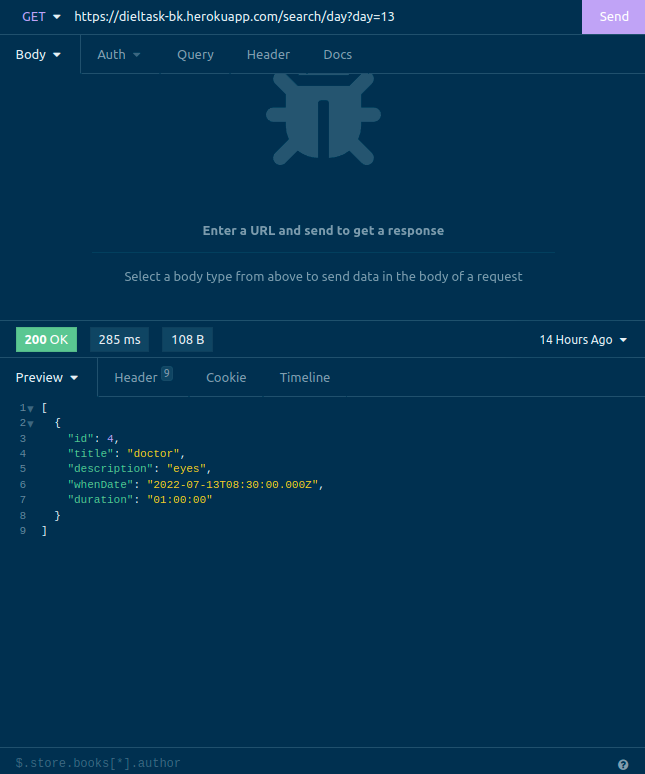 GET https://dieltask-bk.herokuapp.com/search/day?day=13 Send
Body Auth Query Header Docs
Enter a URL and send to get a response
Select a body type from above to send data in the body of a request
200 OK 285 ms 108 B 14 Hours Ago
Preview Header 9 Cookie Timeline
1 [
2 {
3 "id": 4,
4 "title": "doctor",
5 "description": "eyes",
6 "whenDate": "2022-07-13T08:30:00.000Z",
7 "duration": "01:00:00"
8 }
9 ]
$.store.books[*].author ?